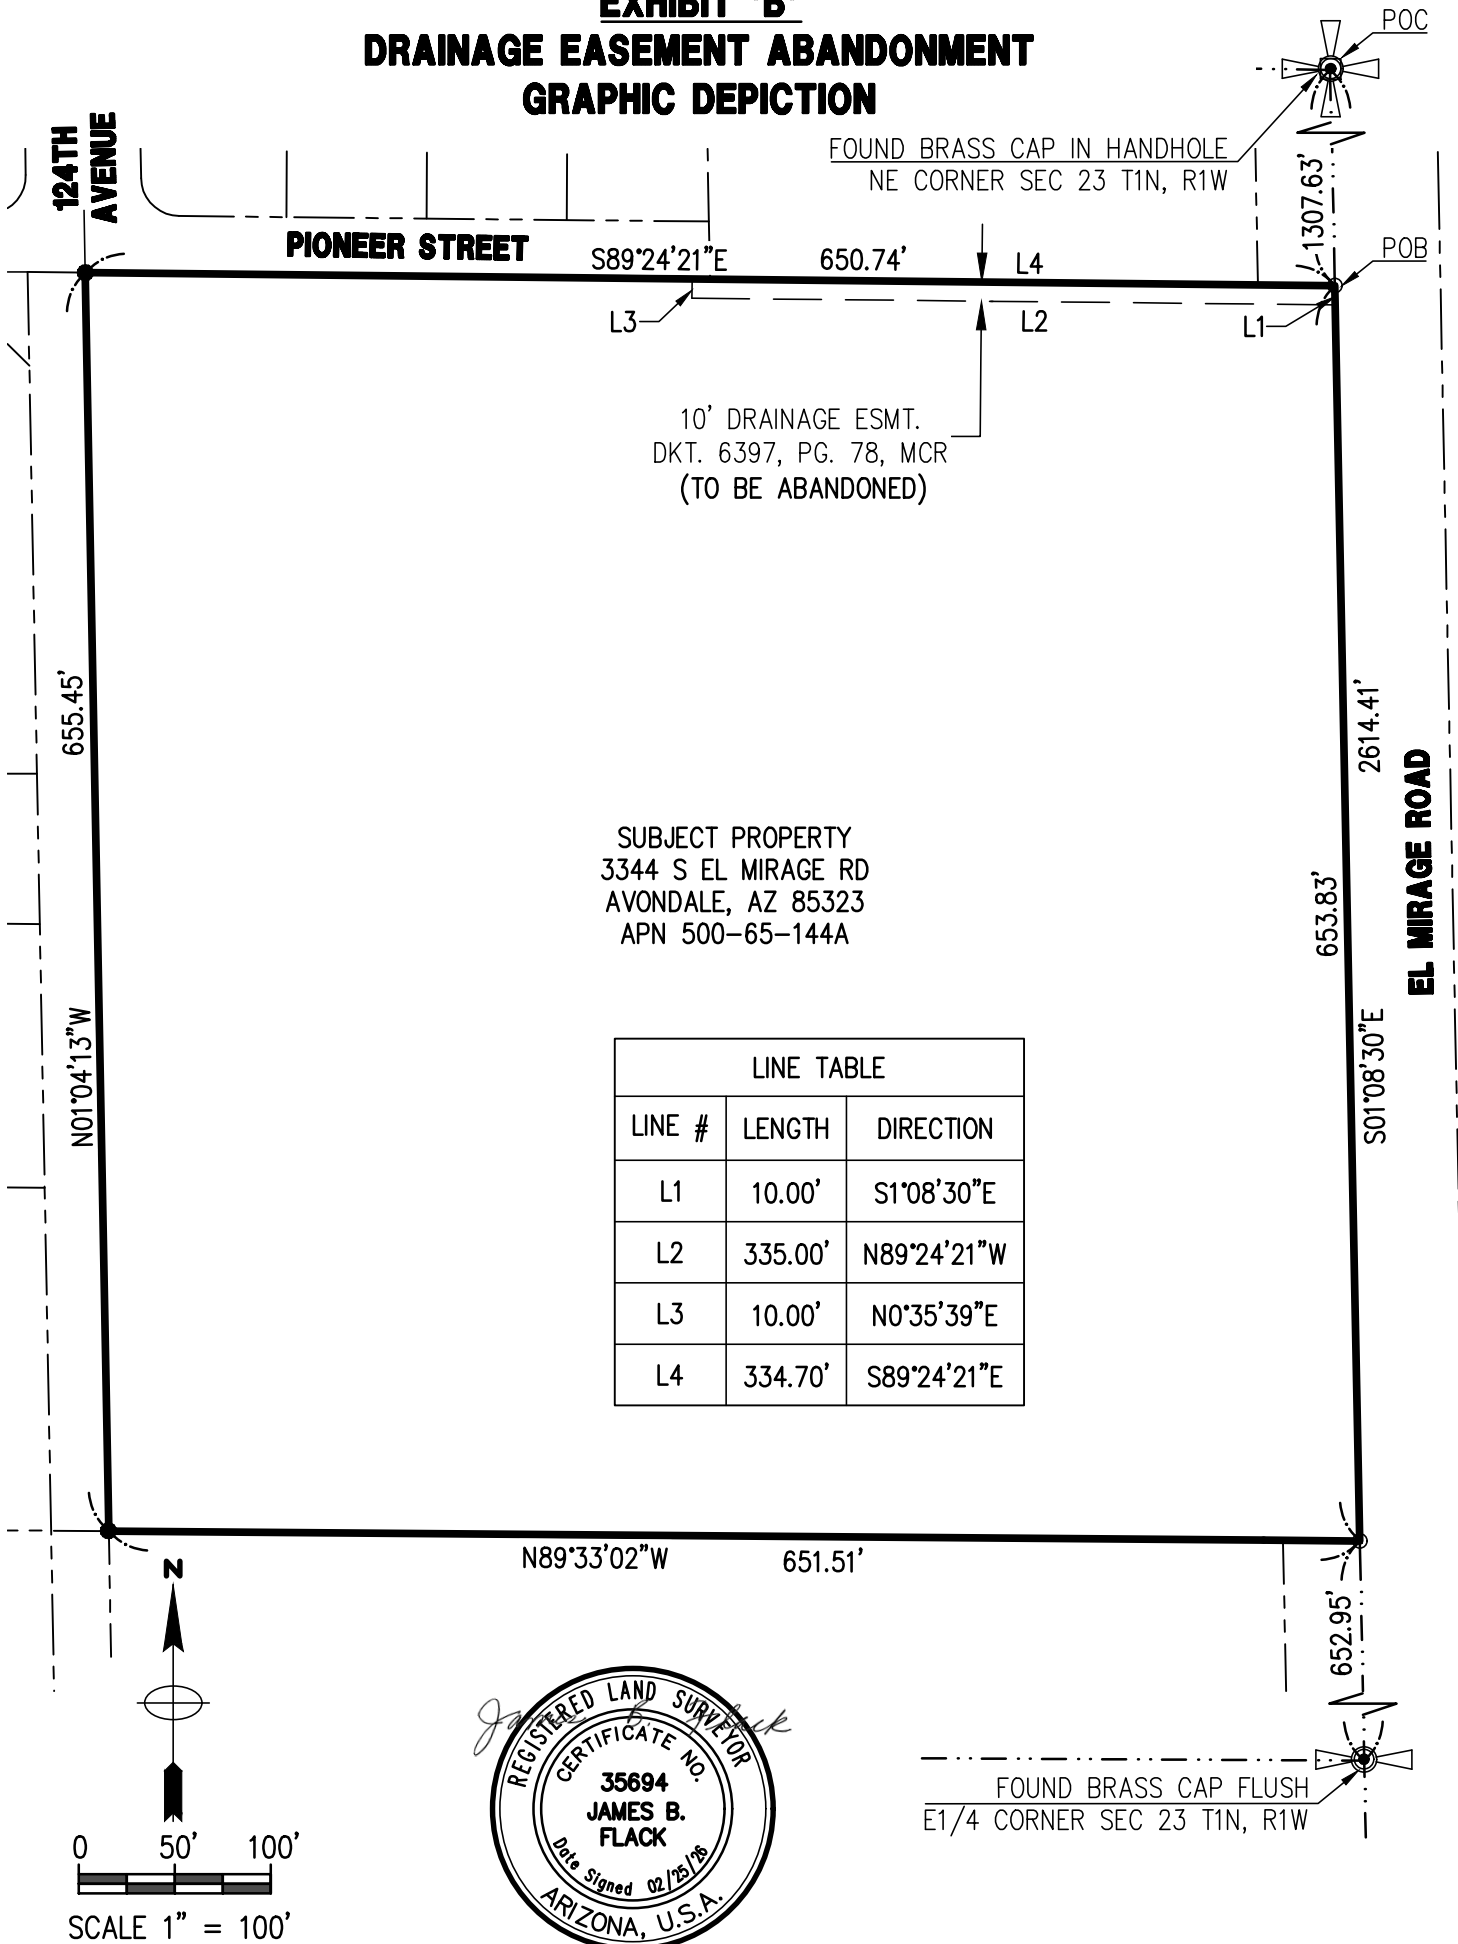 EXHIBIT 'B'
DRAINAGE EASEMENT ABANDONMENT
GRAPHIC DEPICTION
POC
FOUND BRASS CAP IN HANDHOLE
NE CORNER SEC 23 T1N, R1W
124TH
AVENUE
1307.63'
PIONEER STREET
S89°24'21"E
650.74'
L4
POB
L3
L2
L1
10' DRAINAGE ESMT.
DKT. 6397, PG. 78, MCR
(TO BE ABANDONED)
655.45'
N01°04'13"W
2614.41'
653.83'
S01°08'30"E
EL MIRAGE ROAD
SUBJECT PROPERTY
3344 S EL MIRAGE RD
AVONDALE, AZ 85323
APN 500-65-144A
LINE TABLE
LINE # LENGTH DIRECTION
L1 10.00' S1°08'30"E
L2 335.00' N89°24'21"W
L3 10.00' N0°35'39"E
L4 334.70' S89°24'21"E
N89°33'02"W
651.51'
652.95'
N
James B. Flack
REGISTERED LAND SURVEYOR
CERTIFICATE NO.
35694
JAMES B.
FLACK
Date Signed 02/25/26
ARIZONA, U.S.A.
FOUND BRASS CAP FLUSH
E1/4 CORNER SEC 23 T1N, R1W
0 50' 100'
SCALE 1" = 100'